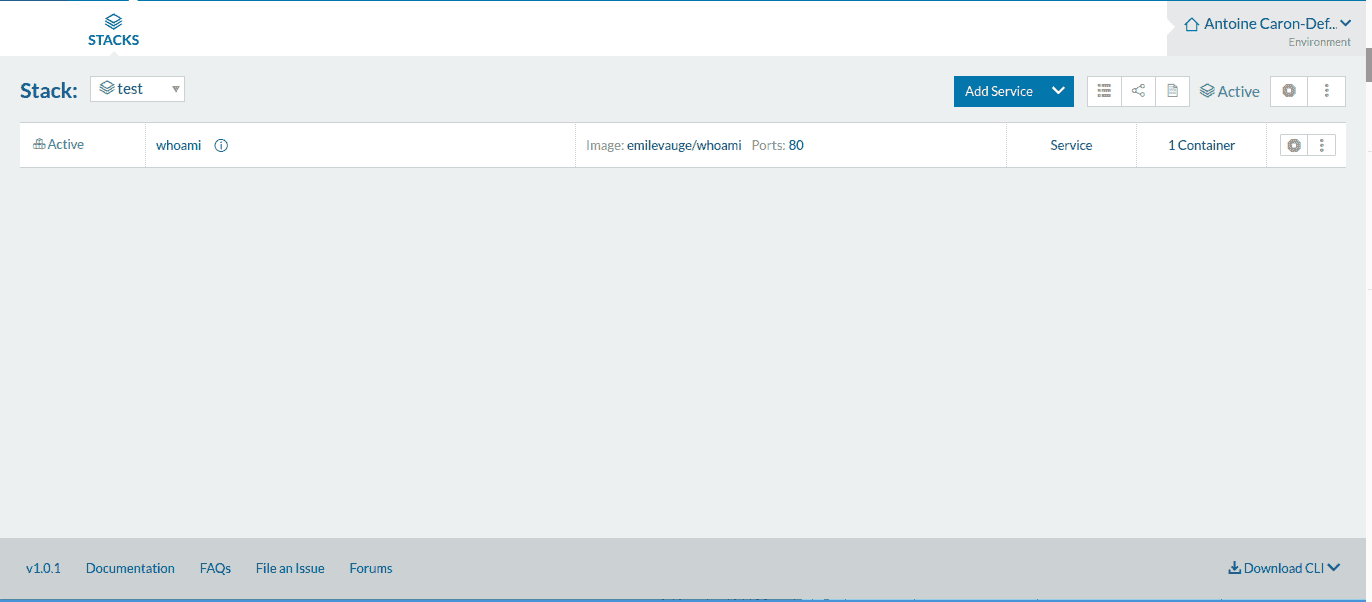 STACKS
Antoine Caron-Def...
Environment
Stack: test
Add Service
Active
Active whoami Image: emilevauge/whoami Ports: 80 Service 1 Container
v1.0.1 Documentation FAQs File an Issue Forums Download CLI